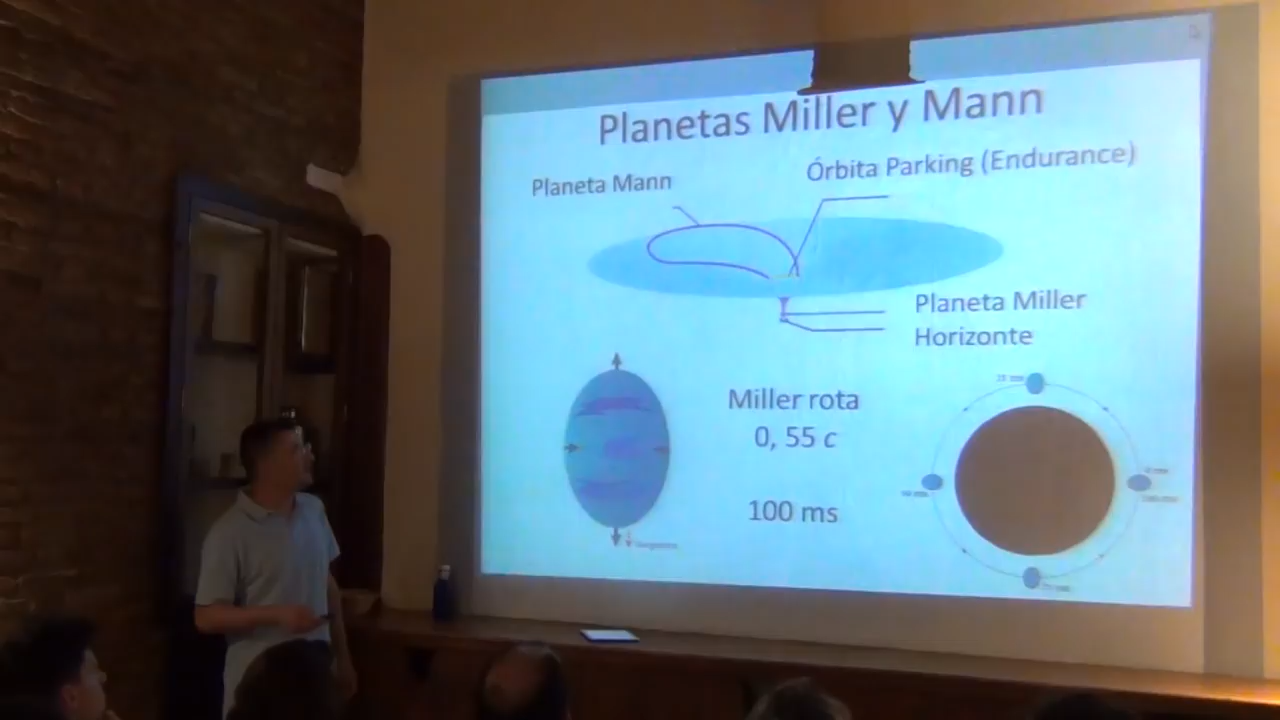 Planetas Miller y Mann
Planeta Mann
Órbita Parking (Endurance)
Planeta Miller
Horizonte
Miller rota
0, 55 c
100 ms